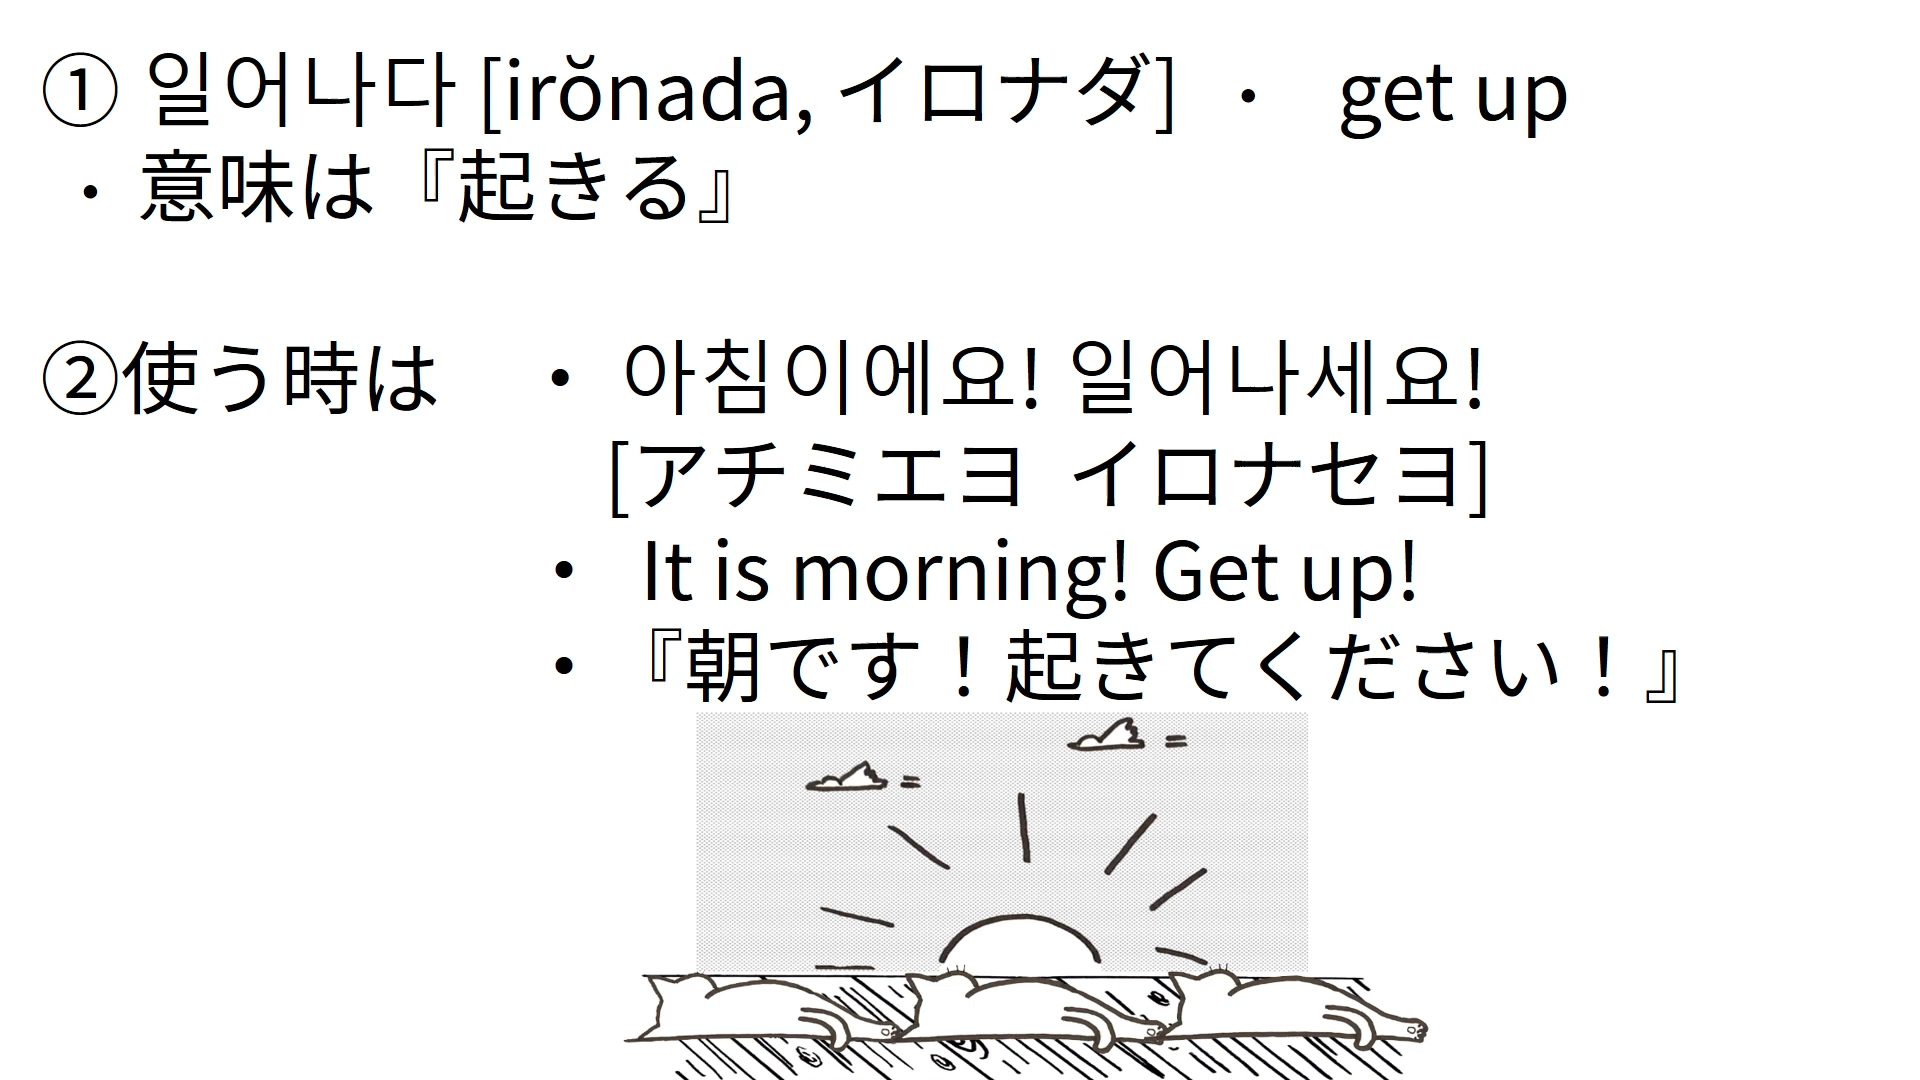 ① 일어나다 [irŏnada, イロナダ] ・ get up
・意味は『起きる』
②使う時は ・ 아침이에요! 일어나세요!
[アチミエヨ イロナセヨ]
・ It is morning! Get up!
・『朝です！起きてください！』